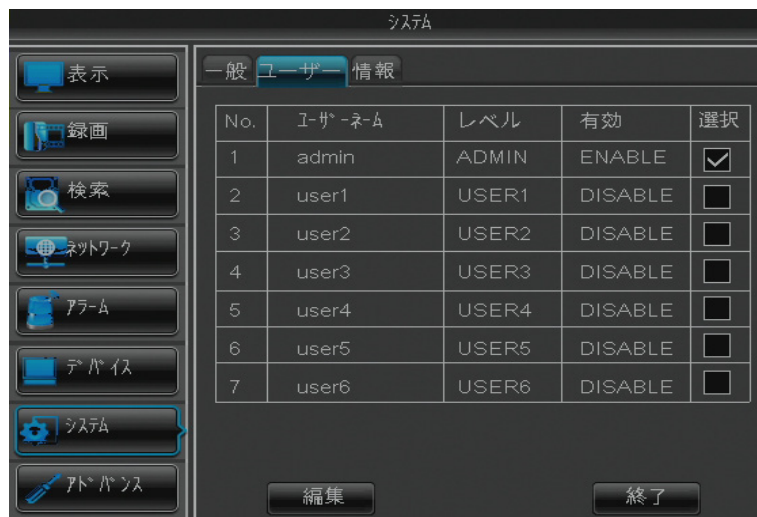 ｼｽﾃﾑ
表示
録画
検索
ﾈｯﾄﾜｰｸ
ｱﾗｰﾑ
ﾃﾞﾊﾞｲｽ
ｼｽﾃﾑ
ｱﾄﾞﾊﾞﾝｽ
一般 ユーザー 情報
No. ﾕｰｻﾞｰﾈｰﾑ レベル 有効 選択
1 admin ADMIN ENABLE
2 user1 USER1 DISABLE
3 user2 USER2 DISABLE
4 user3 USER3 DISABLE
5 user4 USER4 DISABLE
6 user5 USER5 DISABLE
7 user6 USER6 DISABLE
編集 終了